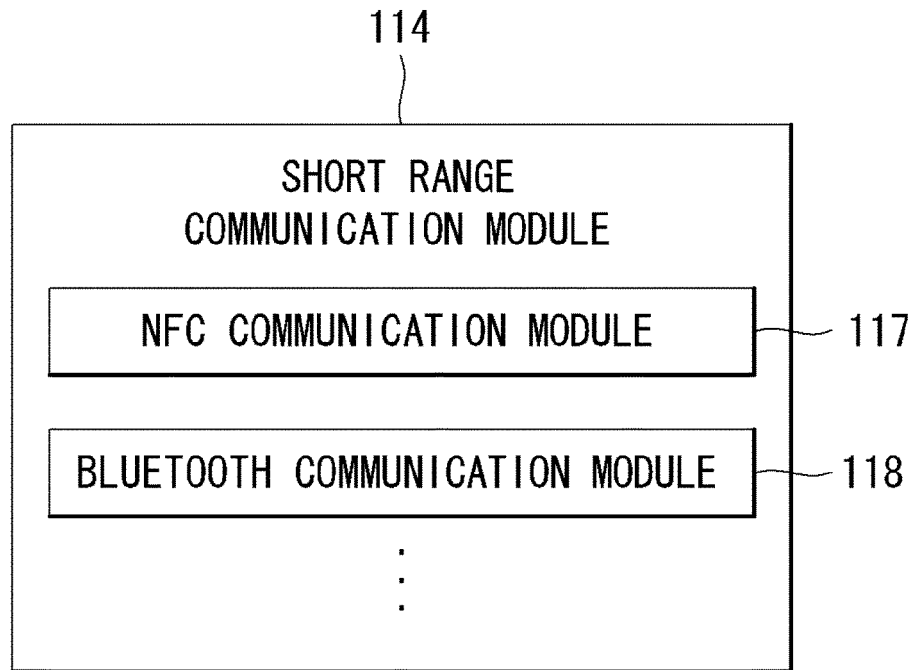 114
SHORT RANGE
COMMUNICATION MODULE
NFC COMMUNICATION MODULE
117
BLUETOOTH COMMUNICATION MODULE
118